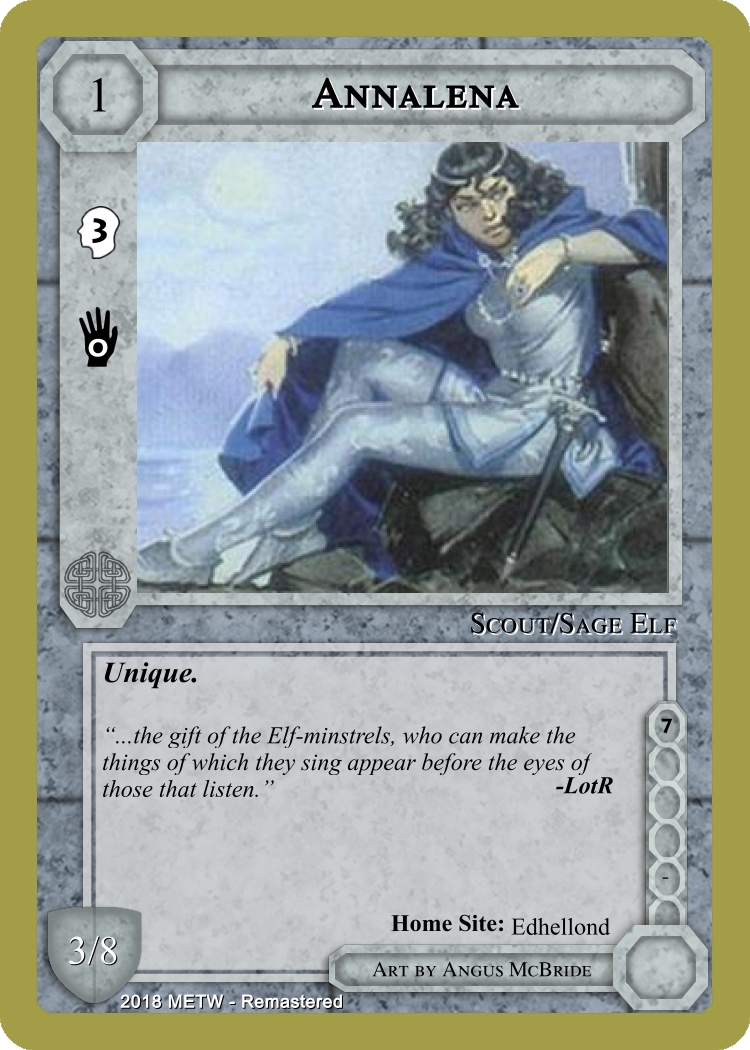 1
Annalena
3
0
Scout/Sage Elf
Unique.
“...the gift of the Elf-minstrels, who can make the
things of which they sing appear before the eyes of
those that listen.”
-LotR
7
-
Home Site: Edhellond
3/8
Art by Angus McBride
2018 METW - Remastered